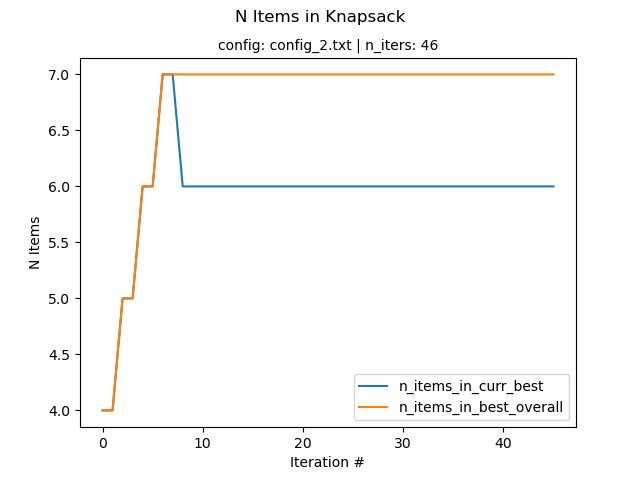 N Items in Knapsack
config: config_2.txt | n_iters: 46
7.0
6.5
6.0
5.5
5.0
4.5
4.0
N Items
n_items_in_curr_best
n_items_in_best_overall
0 10 20 30 40
Iteration #